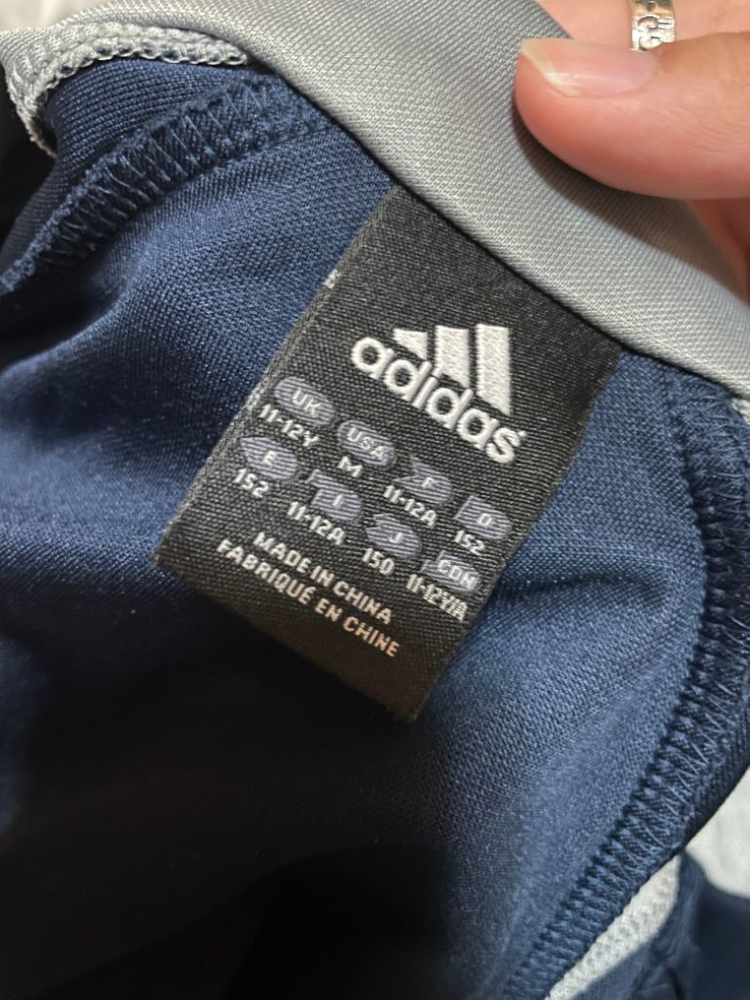 adidas
UK USA F D
11-12Y M 11-12A 152
E I J CDN
152 11-12A 150 11-12Y/A
MADE IN CHINA
FABRIQUÉ EN CHINE